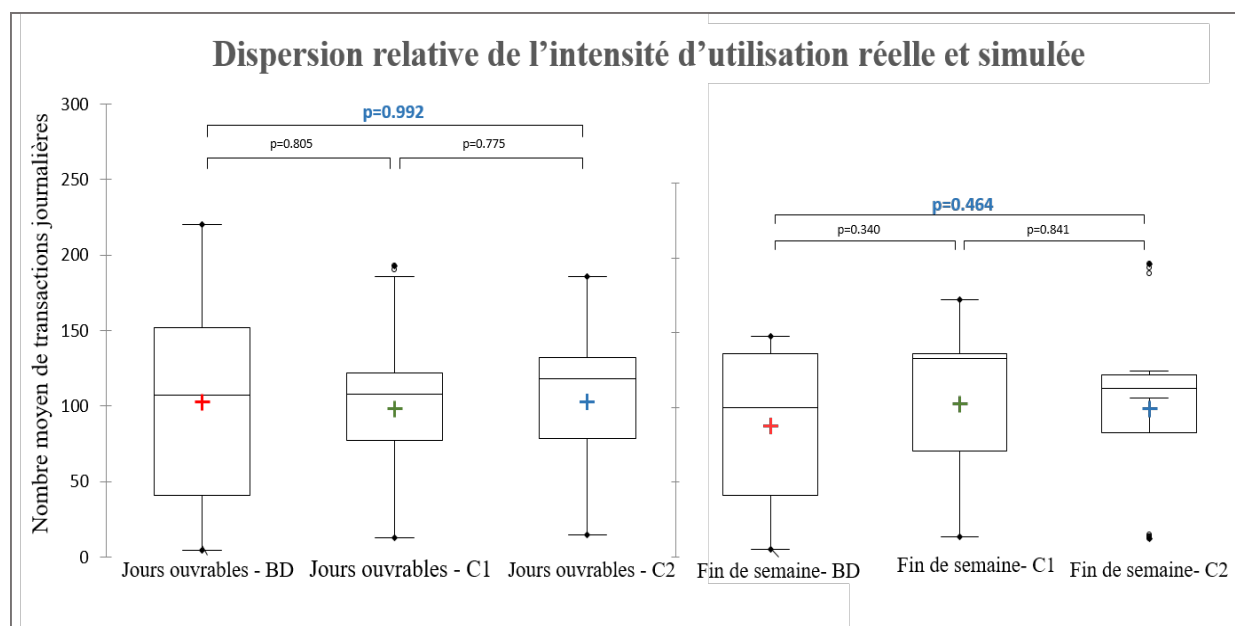 Dispersion relative de l’intensité d’utilisation réelle et simulée
Nombre moyen de transactions journalières
300
250
200
150
100
50
0
p=0.992
p=0.805
p=0.775
p=0.464
p=0.340
p=0.841
Jours ouvrables - BD
Jours ouvrables - C1
Jours ouvrables - C2
Fin de semaine- BD
Fin de semaine- C1
Fin de semaine- C2